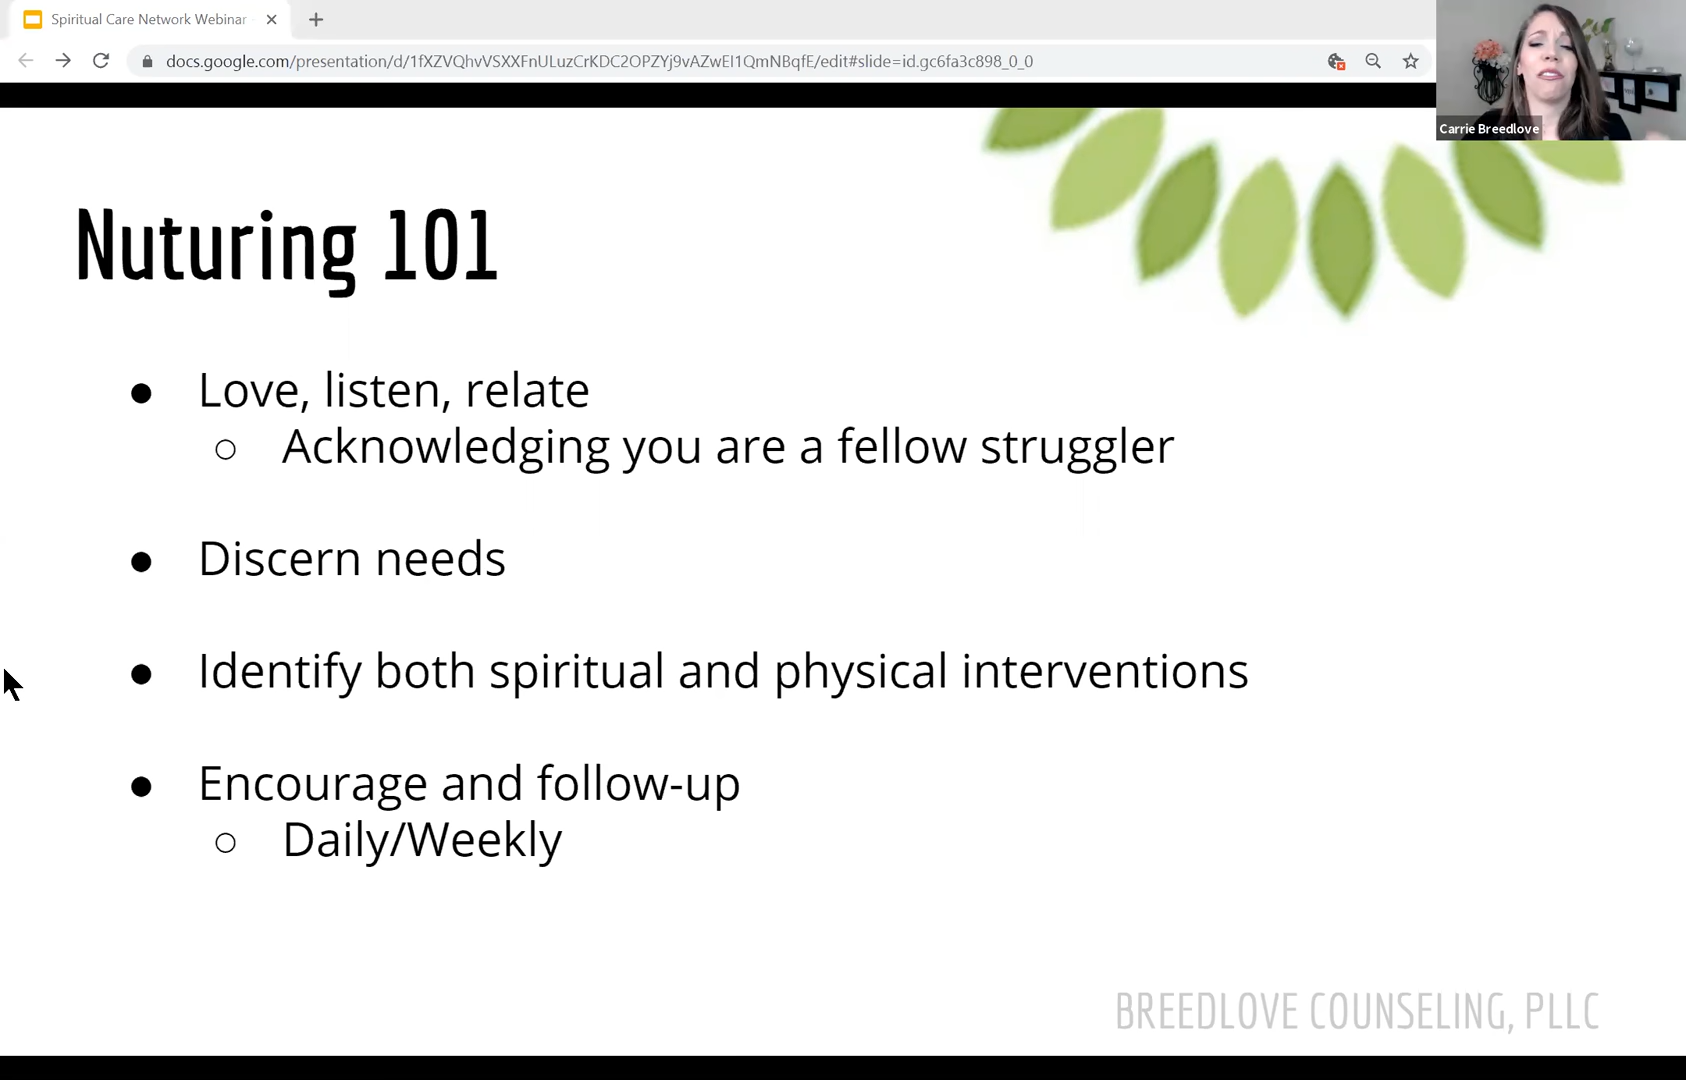 Spiritual Care Network Webinar
docs.google.com/presentation/d/1fXZVQhvVSXXFnULuzCrKDC2OPZYj9vAZwEI1QmNBqfE/edit#slide=id.gc6fa3c898_0_0
Carrie Breedlove
Nuturing 101
● Love, listen, relate
○ Acknowledging you are a fellow struggler
● Discern needs
● Identify both spiritual and physical interventions
● Encourage and follow-up
○ Daily/Weekly
BREEDLOVE COUNSELING, PLLC